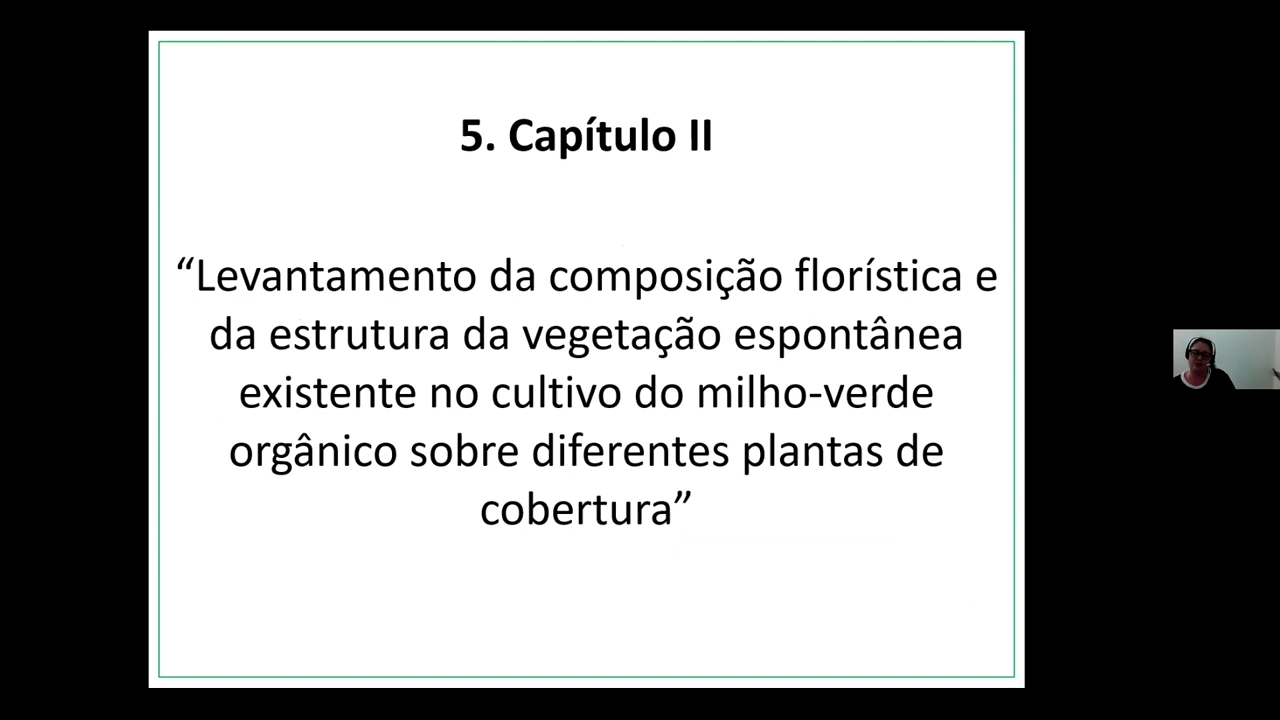 5. Capítulo II
“Levantamento da composição florística e
da estrutura da vegetação espontânea
existente no cultivo do milho-verde
orgânico sobre diferentes plantas de
cobertura”